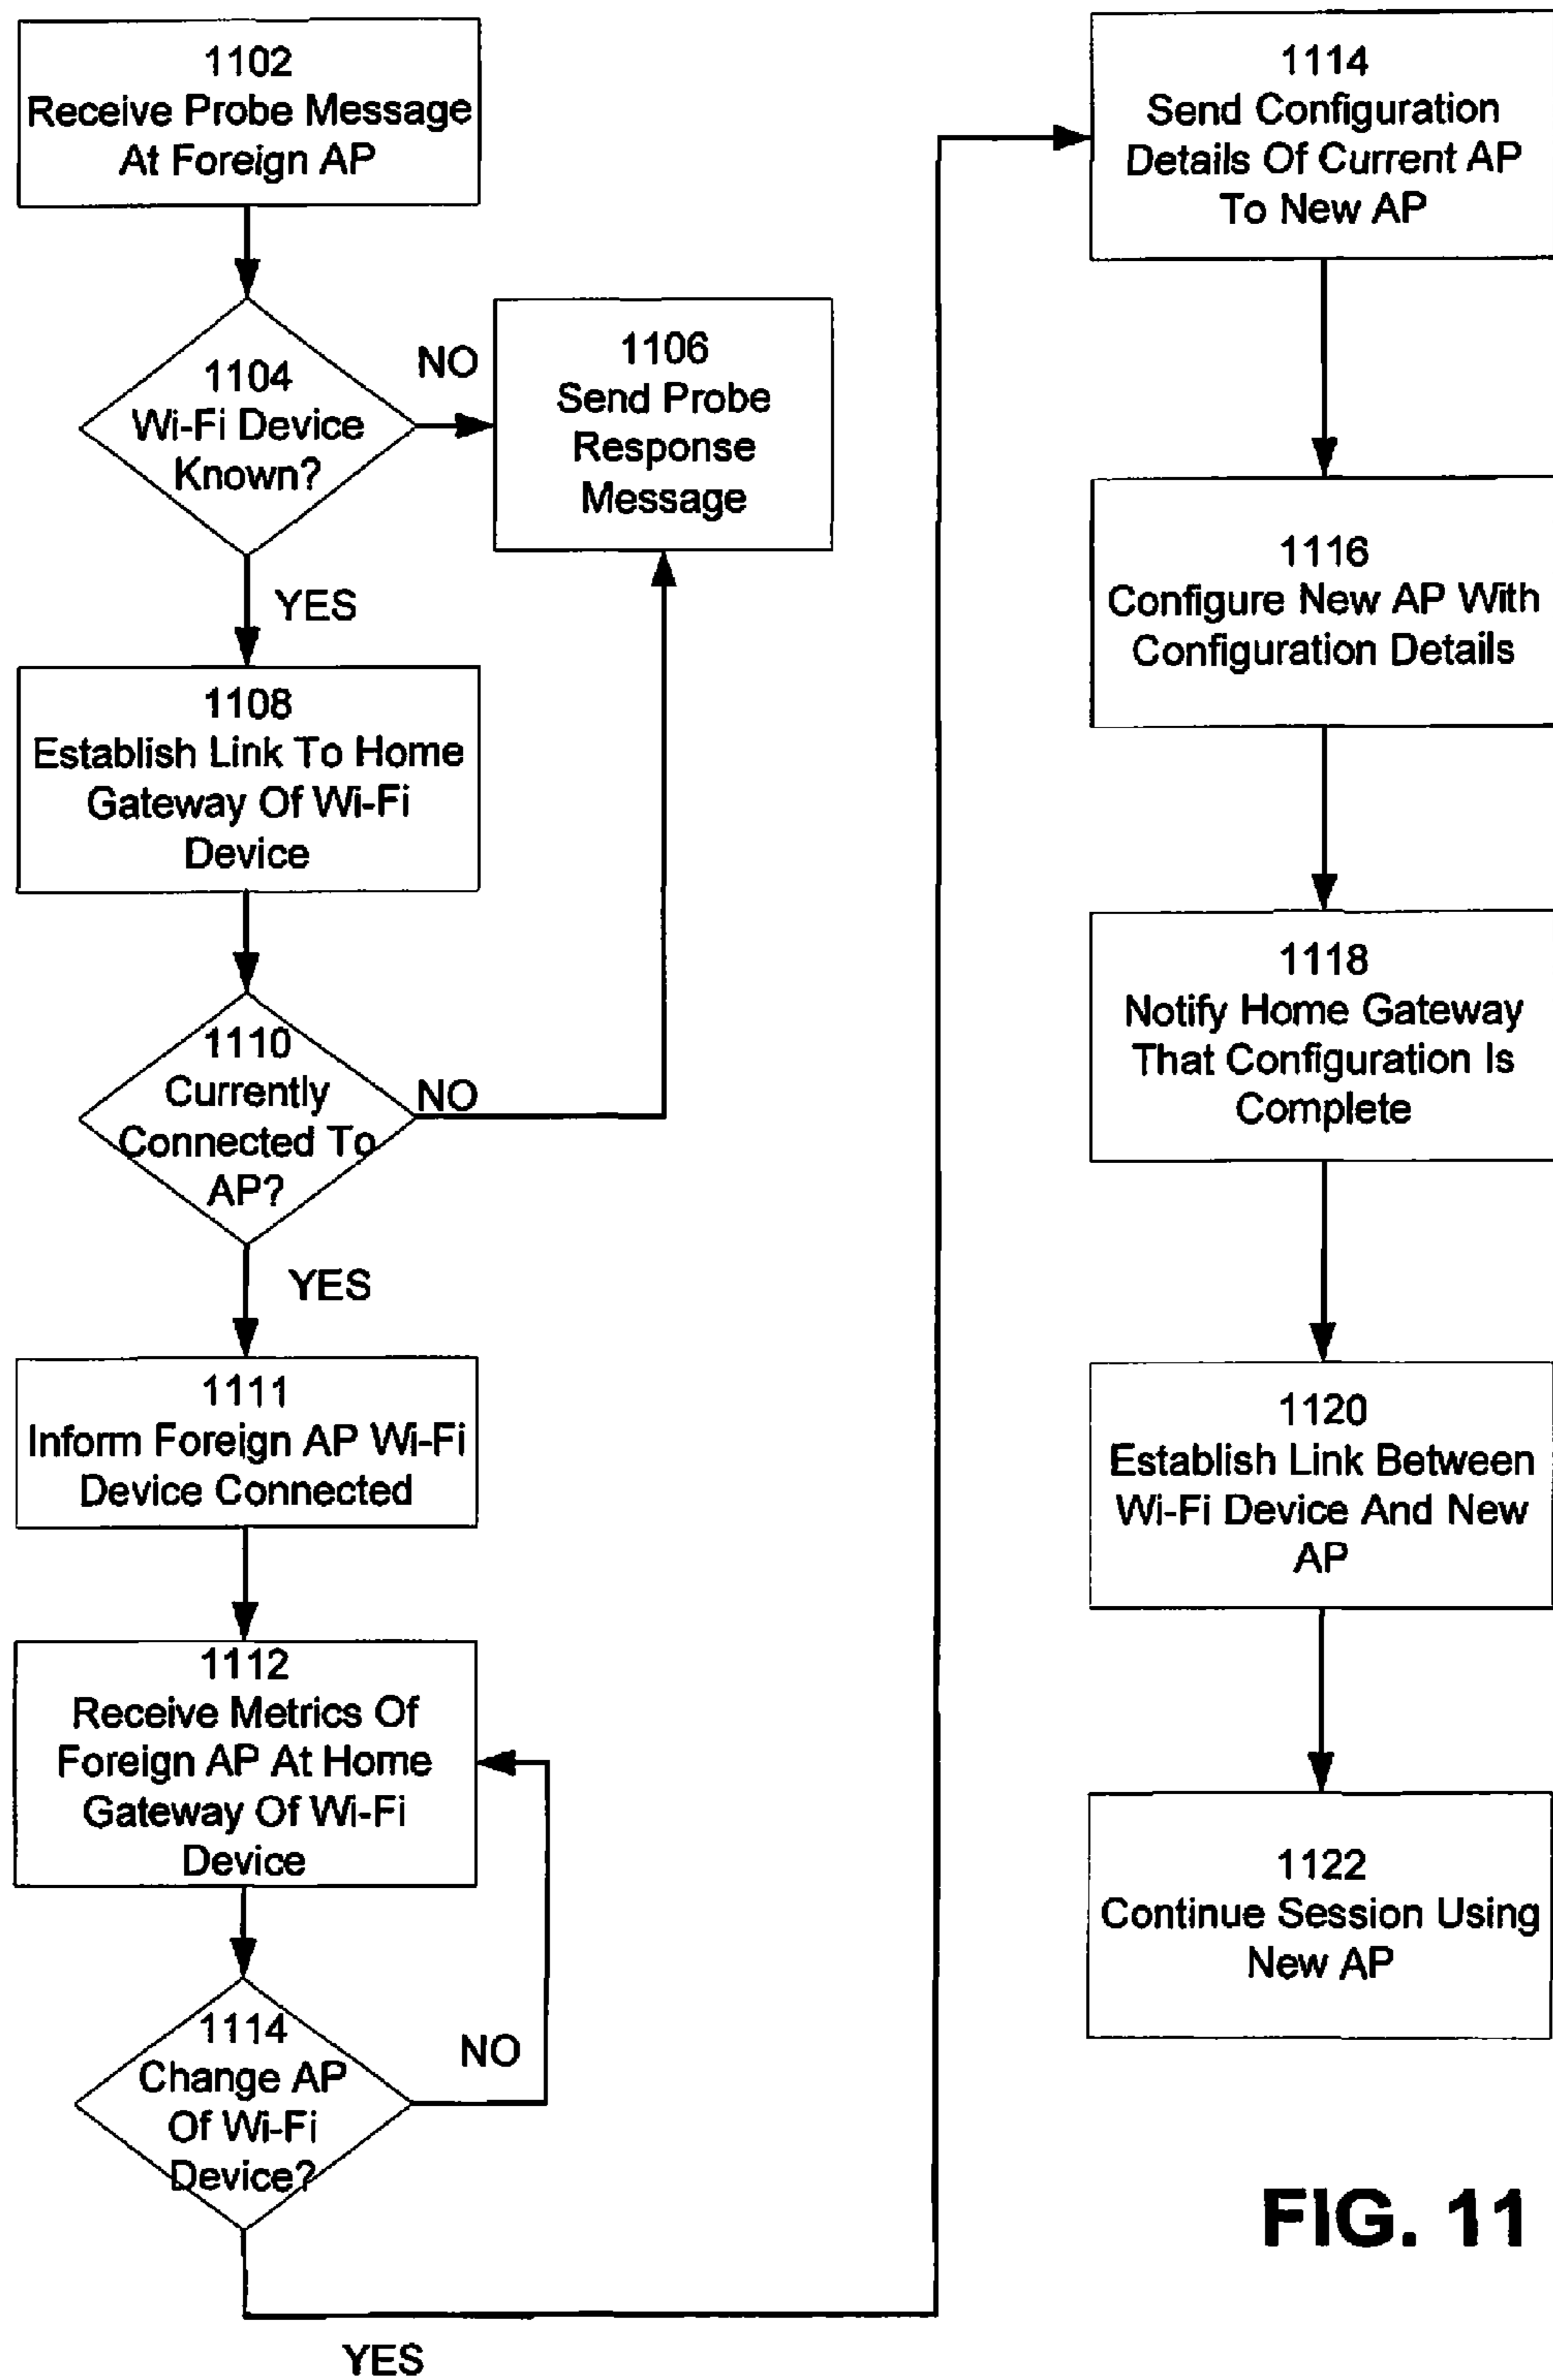 1102
Receive Probe Message
At Foreign AP
1104
Wi-Fi Device
Known?
NO
1106
Send Probe
Response
Message
YES
1108
Establish Link To Home
Gateway Of Wi-Fi
Device
1110
Currently
Connected To
AP?
NO
YES
1111
Inform Foreign AP Wi-Fi
Device Connected
1112
Receive Metrics Of
Foreign AP At Home
Gateway Of Wi-Fi
Device
1114
Change AP
Of Wi-Fi
Device?
NO
YES
1114
Send Configuration
Details Of Current AP
To New AP
1116
Configure New AP With
Configuration Details
1118
Notify Home Gateway
That Configuration Is
Complete
1120
Establish Link Between
Wi-Fi Device And New
AP
1122
Continue Session Using
New AP
FIG. 11